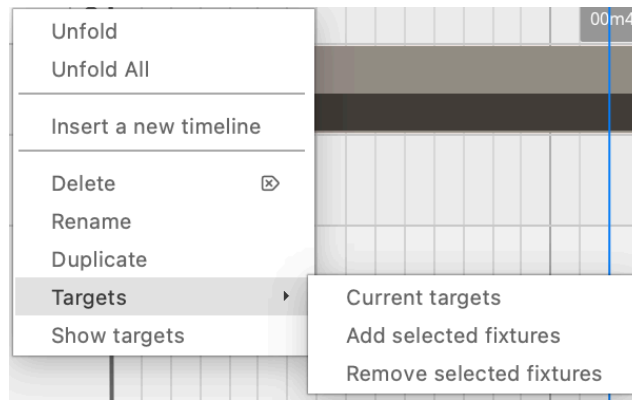 00m4
Unfold
Unfold All
Insert a new timeline
Delete
Rename
Duplicate
Targets
Show targets
Current targets
Add selected fixtures
Remove selected fixtures